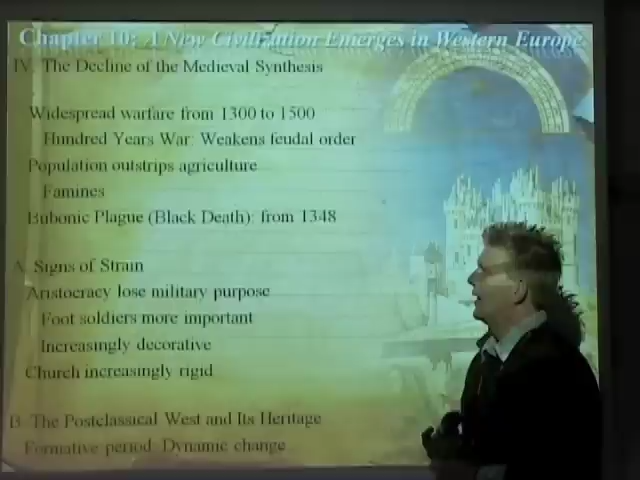 Chapter 10: A New Civilization Emerges in Western Europe
IV. The Decline of the Medieval Synthesis
Widespread warfare from 1300 to 1500
Hundred Years War: Weakens feudal order
Population outstrips agriculture
Famines
Bubonic Plague (Black Death): from 1348
A. Signs of Strain
Aristocracy lose military purpose
Foot soldiers more important
Increasingly decorative
Church increasingly rigid
B. The Postclassical West and Its Heritage
Formative period: Dynamic change